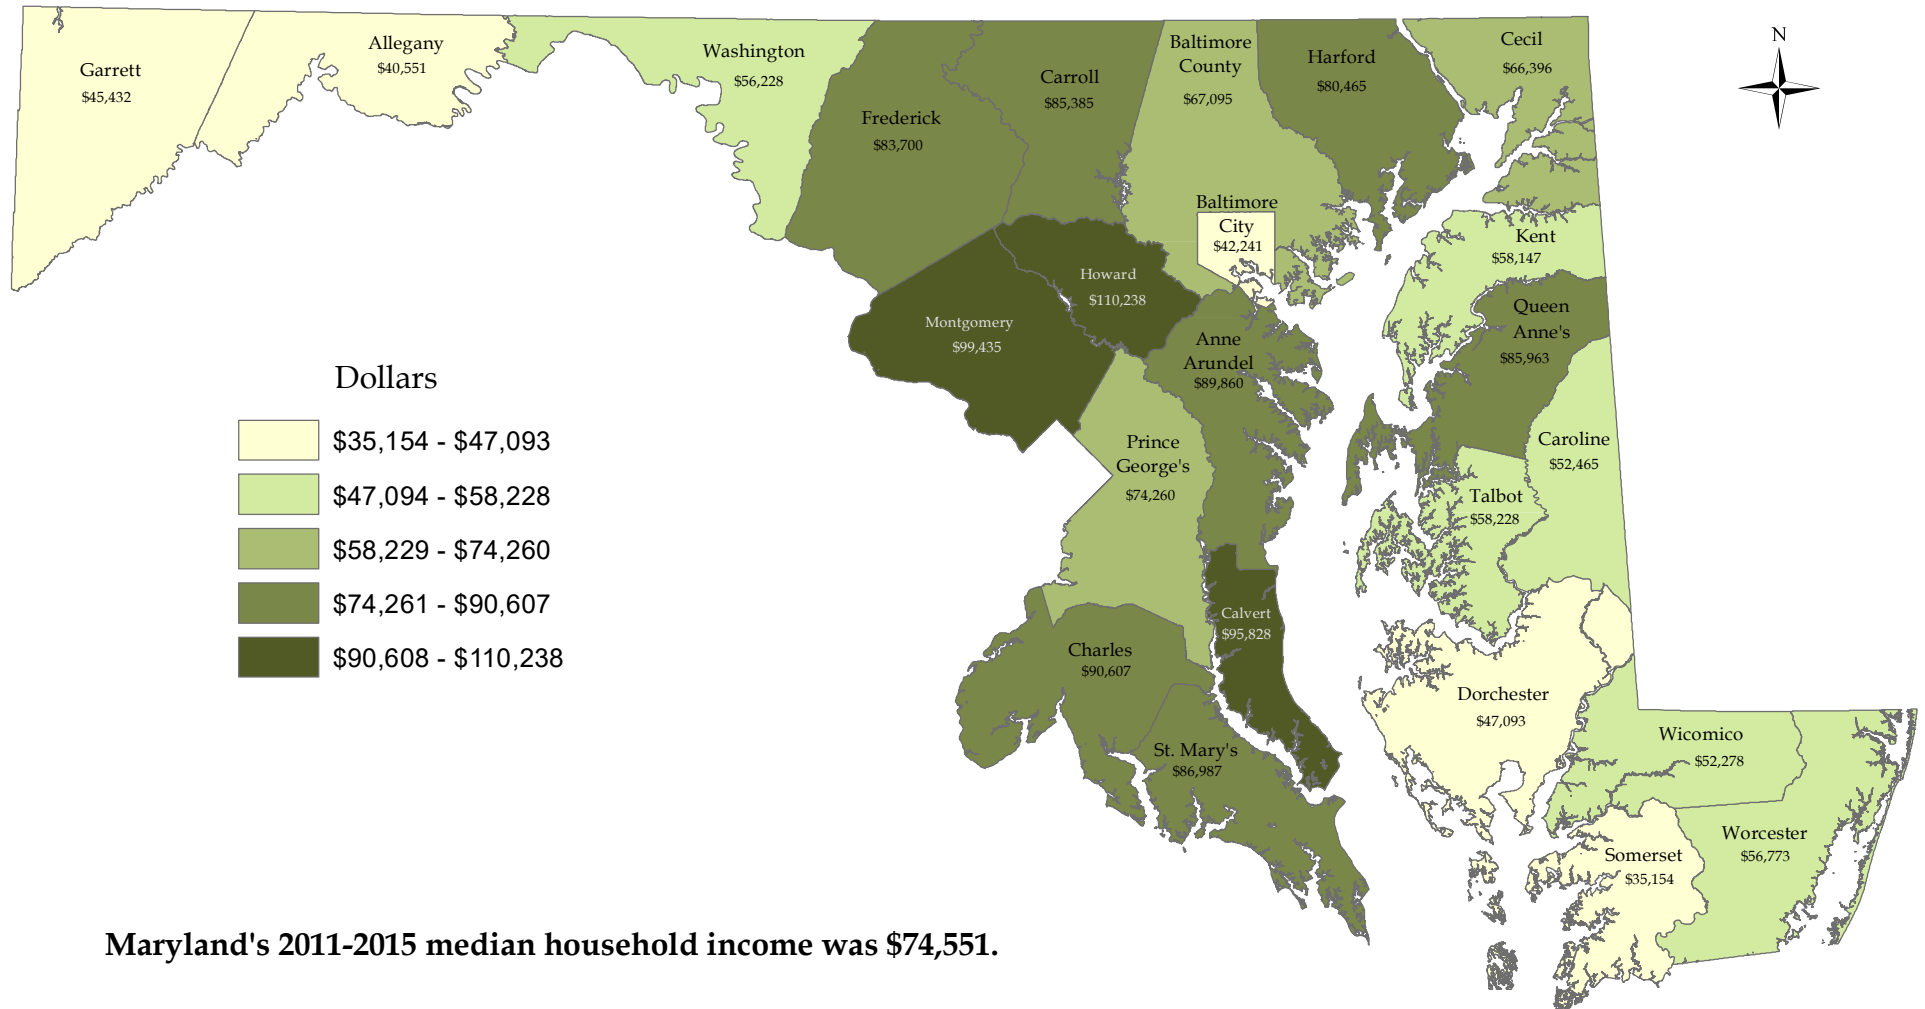 N
Garrett
$45,432
Allegany
$40,551
Washington
$56,228
Frederick
$83,700
Carroll
$85,385
Baltimore
County
$67,095
Harford
$80,465
Cecil
$66,396
Baltimore
City
$42,241
Kent
$58,147
Howard
$110,238
Montgomery
$99,435
Anne
Arundel
$89,860
Queen
Anne's
$85,963
Prince
George's
$74,260
Caroline
$52,465
Talbot
$58,228
Calvert
$95,828
Charles
$90,607
St. Mary's
$86,987
Dorchester
$47,093
Wicomico
$52,278
Worcester
$56,773
Somerset
$35,154
Dollars
$35,154 - $47,093
$47,094 - $58,228
$58,229 - $74,260
$74,261 - $90,607
$90,608 - $110,238
Maryland's 2011-2015 median household income was $74,551.